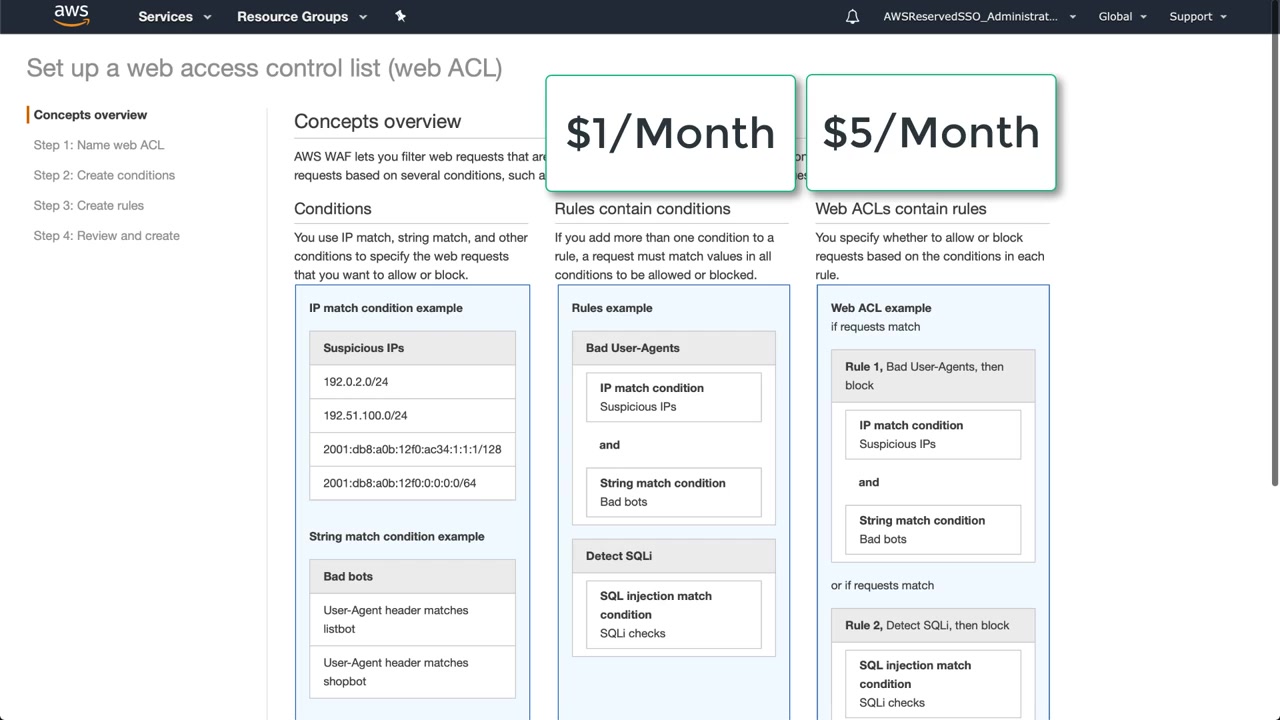 aws
Services
Resource Groups
AWSReservedSSO_Administrat...
Global
Support
Set up a web access control list (web ACL)
Concepts overview
Step 1: Name web ACL
Step 2: Create conditions
Step 3: Create rules
Step 4: Review and create
Concepts overview
$1/Month
$5/Month
AWS WAF lets you filter web requests that are
requests based on several conditions, such a
Conditions
You use IP match, string match, and other
conditions to specify the web requests
that you want to allow or block.
IP match condition example
Suspicious IPs
192.0.2.0/24
192.51.100.0/24
2001:db8:a0b:12f0:ac34:1:1:1/128
2001:db8:a0b:12f0:0:0:0:0/64
String match condition example
Bad bots
User-Agent header matches
listbot
User-Agent header matches
shopbot
Rules contain conditions
If you add more than one condition to a
rule, a request must match values in all
conditions to be allowed or blocked.
Rules example
Bad User-Agents
IP match condition
Suspicious IPs
and
String match condition
Bad bots
Detect SQLi
SQL injection match
condition
SQLi checks
Web ACLs contain rules
You specify whether to allow or block
requests based on the conditions in each
rule.
Web ACL example
if requests match
Rule 1, Bad User-Agents, then
block
IP match condition
Suspicious IPs
and
String match condition
Bad bots
or if requests match
Rule 2, Detect SQLi, then block
SQL injection match
condition
SQLi checks